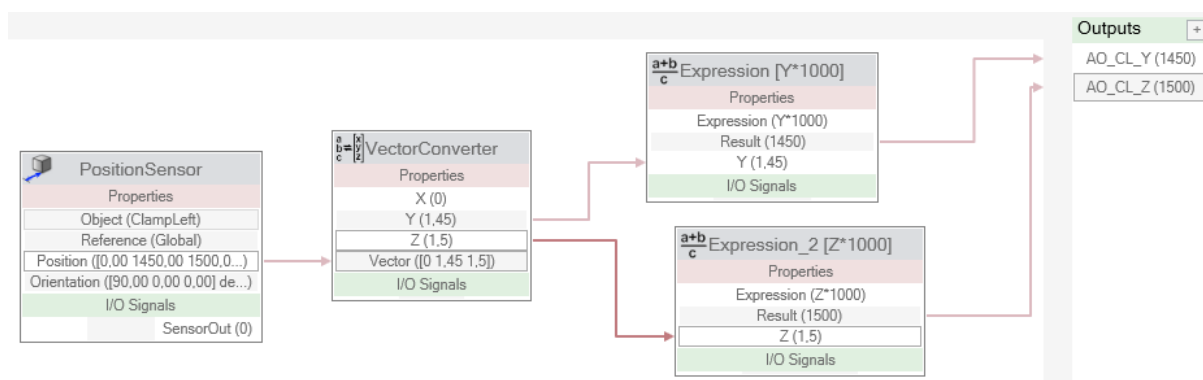 PositionSensor
Properties
Object (ClampLeft)
Reference (Global)
Position ([0,00 1450,00 1500,0...)
Orientation ([90,00 0,00 0,00] de...)
I/O Signals
SensorOut (0)
a
b
c
x
y
z
VectorConverter
Properties
X (0)
Y (1,45)
Z (1,5)
Vector ([0 1,45 1,5])
I/O Signals
a+b
c
Expression [Y*1000]
Properties
Expression (Y*1000)
Result (1450)
Y (1,45)
I/O Signals
a+b
c
Expression_2 [Z*1000]
Properties
Expression (Z*1000)
Result (1500)
Z (1,5)
I/O Signals
Outputs +
AO_CL_Y (1450)
AO_CL_Z (1500)